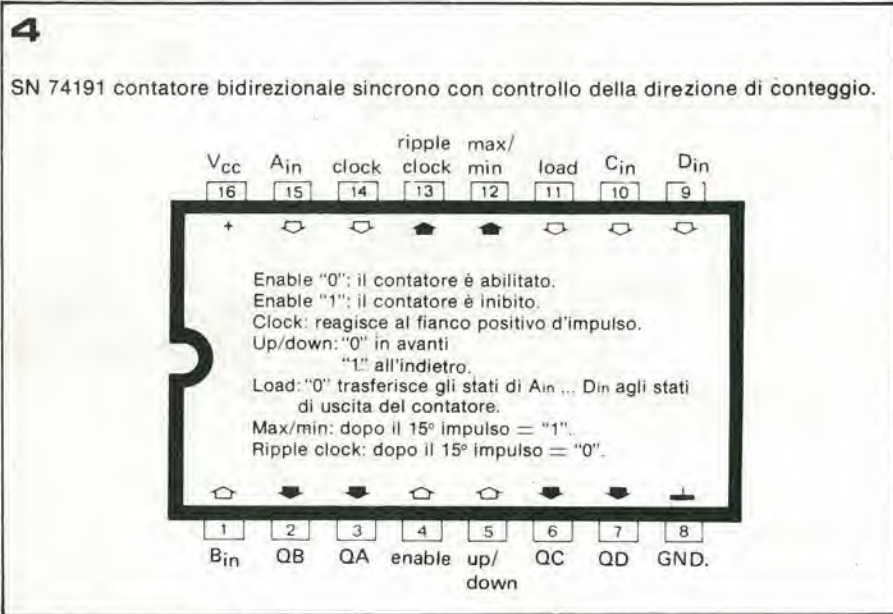 4
SN 74191 contatore bidirezionale sincrono con controllo della direzione di conteggio.
ripple max/
Vcc Ain clock clock min load Cin Din
16 15 14 13 12 11 10 9
+
Enable "0": il contatore è abilitato.
Enable "1": il contatore è inibito.
Clock: reagisce al fianco positivo d'impulso.
Up/down: "0" in avanti
"1" all'indietro.
Load: "0" trasferisce gli stati di Ain ... Din agli stati
di uscita del contatore.
Max/min: dopo il 15º impulso = "1".
Ripple clock: dopo il 15º impulso = "0".
1 2 3 4 5 6 7 8
Bin QB QA enable up/ QC QD GND.
down